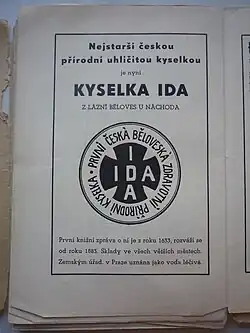 Nejstarší českou
přírodní uhličitou kyselkou
je nyní
KYSELKA IDA
Z LÁZNÍ BĚLOVES U NÁCHODA
PRVNÍ ČESKÁ BĚLOVESKÁ ZDRAVOTNÍ PŘÍRODNÍ KYSELKA •
IDA
D
A
První knižní zpráva o ní je z roku 1633, rozváží se
od roku 1883. Sklady ve všech větších městech.
Zemským úřad. v Praze uznána jako voda léčivá.